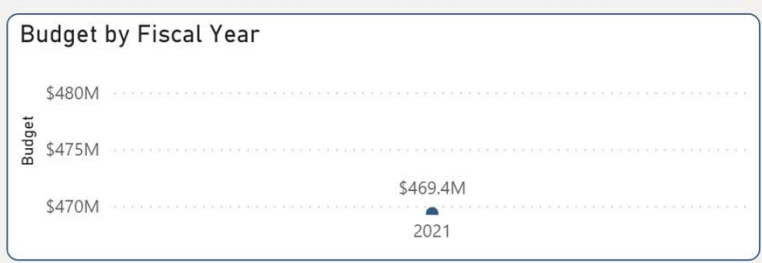 Budget by Fiscal Year
$480M
Budget
$475M
$469.4M
$470M
2021